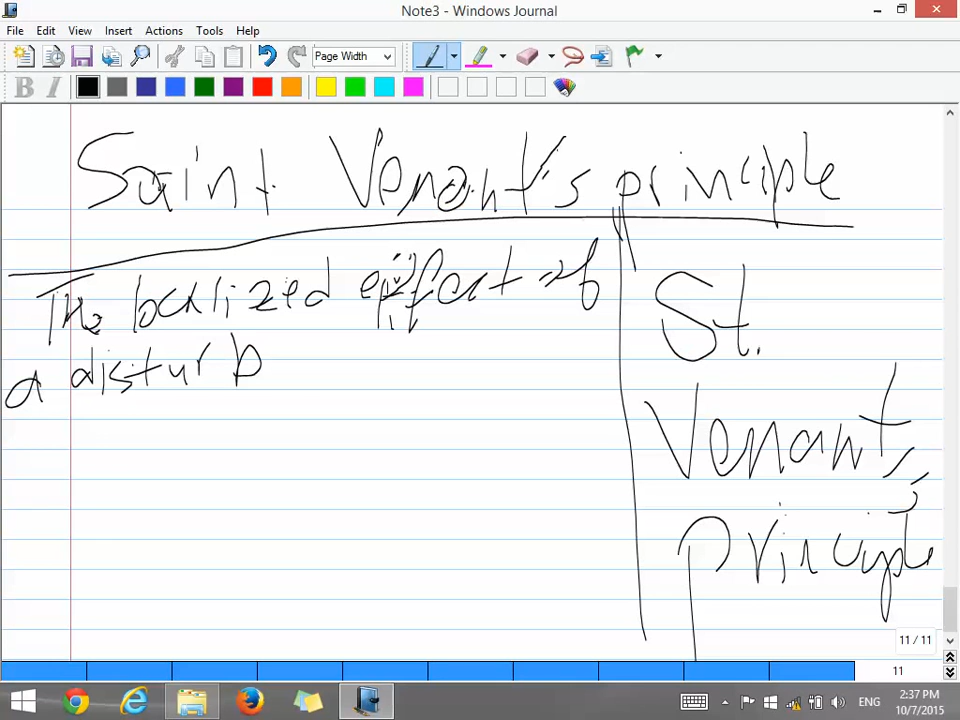 Note3 - Windows Journal
File Edit View Insert Actions Tools Help
Page Width
B I
Saint Venant's principle
The localized effect of
a disturb
St.
Venant's
principle
11 / 11
11
ENG
2:37 PM
10/7/2015